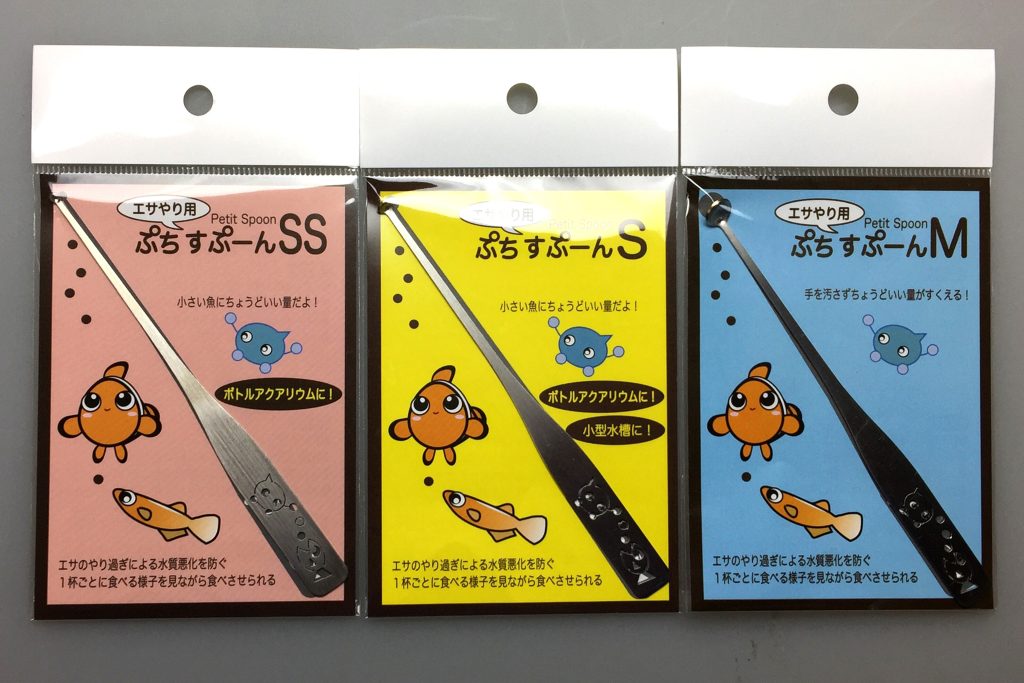 エサやり用
Petit Spoon
ぷちすぷーんSS
小さい魚にちょうどいい量だよ！
ボトルアクアリウムに！
エサのやり過ぎによる水質悪化を防ぐ
１杯ごとに食べる様子を見ながら食べさせられる
エサやり用
Petit Spoon
ぷちすぷーんS
小さい魚にちょうどいい量だよ！
ボトルアクアリウムに！
小型水槽に！
エサのやり過ぎによる水質悪化を防ぐ
１杯ごとに食べる様子を見ながら食べさせられる
エサやり用
Petit Spoon
ぷちすぷーんM
手を汚さずちょうどいい量がすくえる！
エサのやり過ぎによる水質悪化を防ぐ
１杯ごとに食べる様子を見ながら食べさせられる